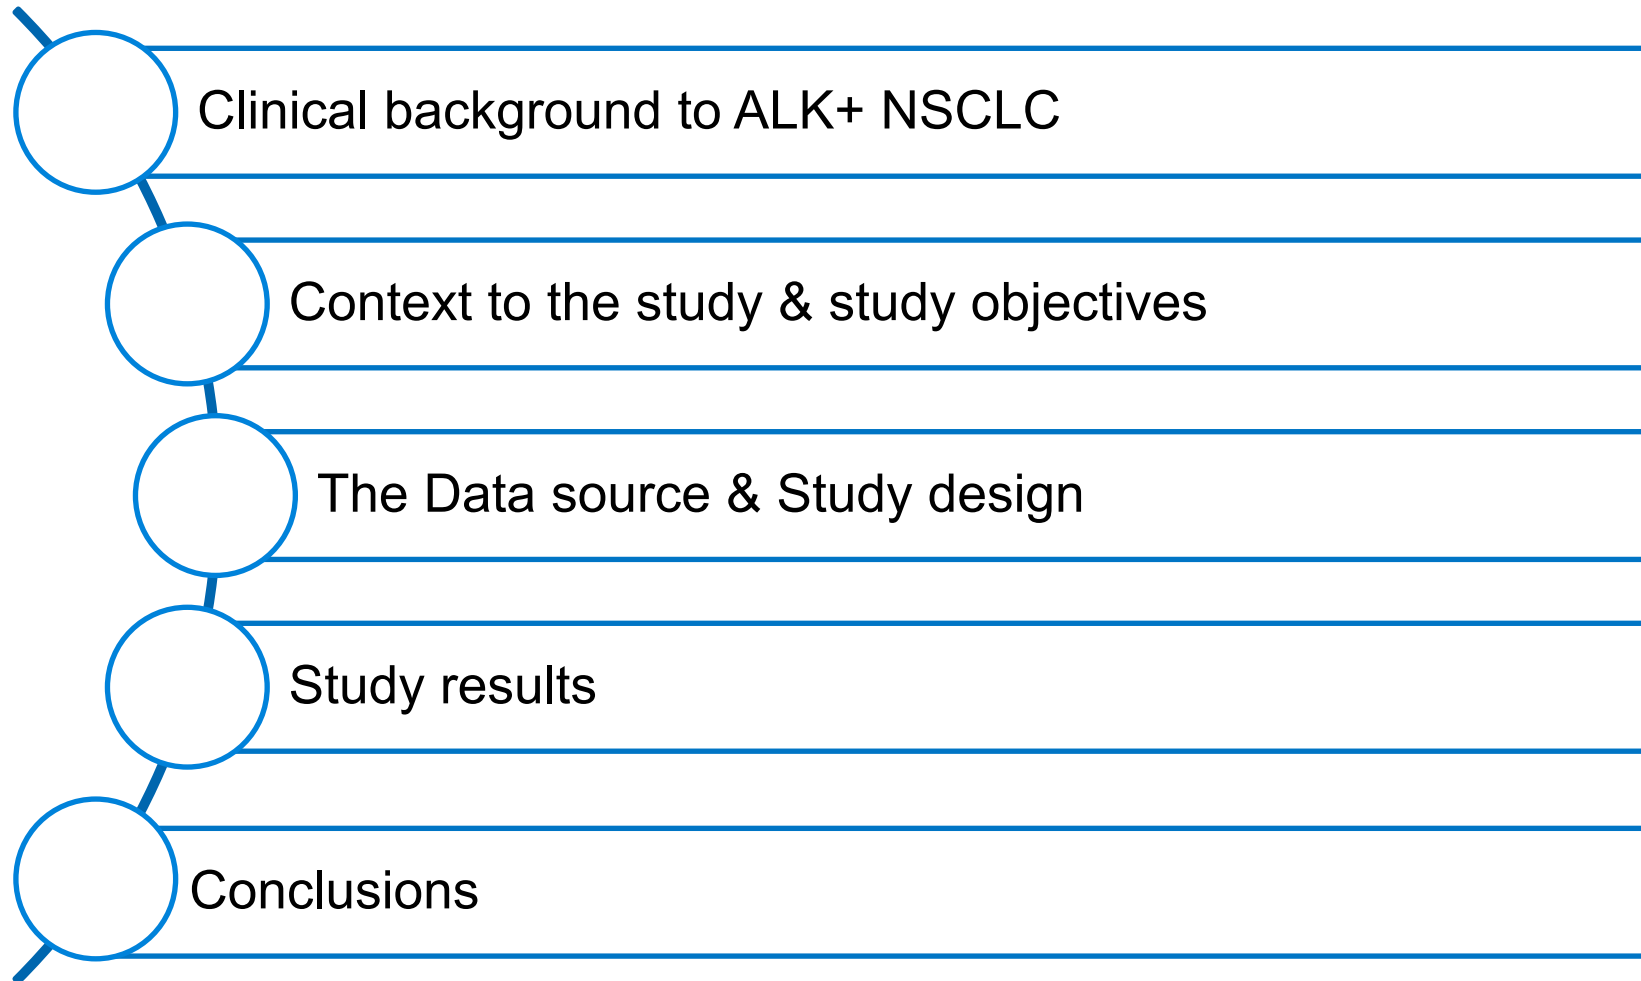 Clinical background to ALK+ NSCLC
Context to the study & study objectives
The Data source & Study design
Study results
Conclusions